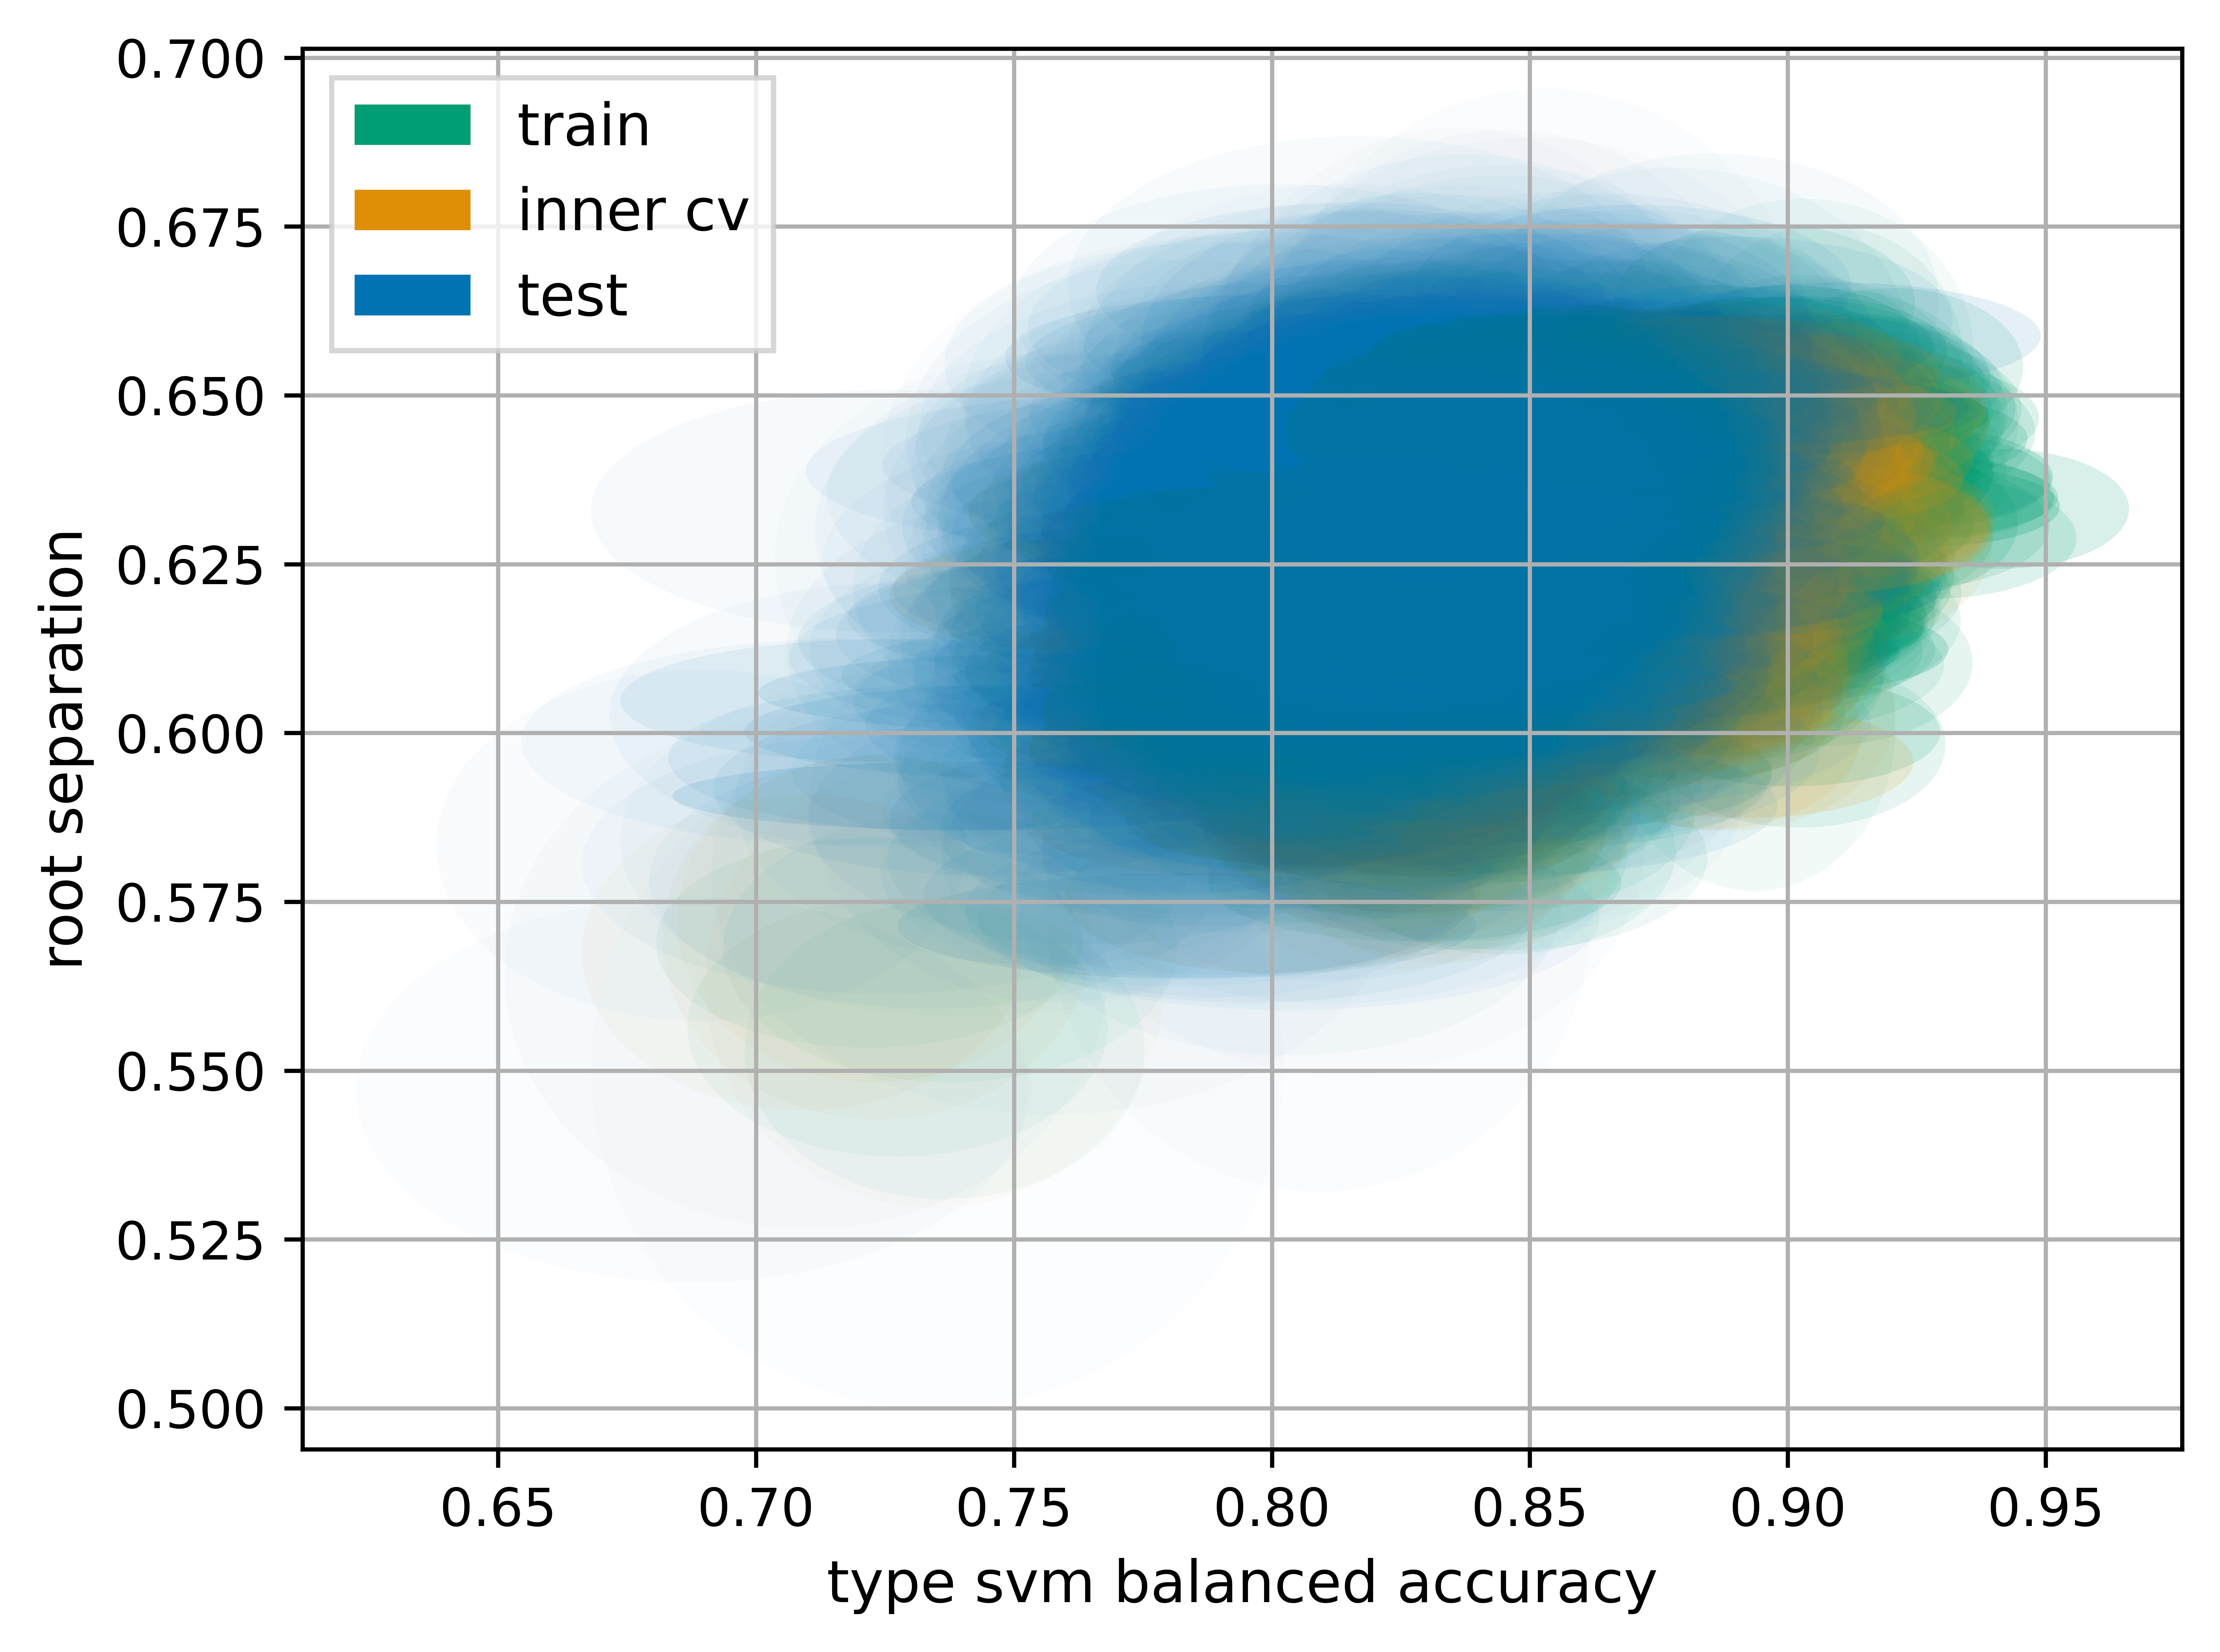 0.700
0.675
0.650
0.625
0.600
0.575
0.550
0.525
0.500
root separation
train
inner cv
test
0.65 0.70 0.75 0.80 0.85 0.90 0.95
type svm balanced accuracy